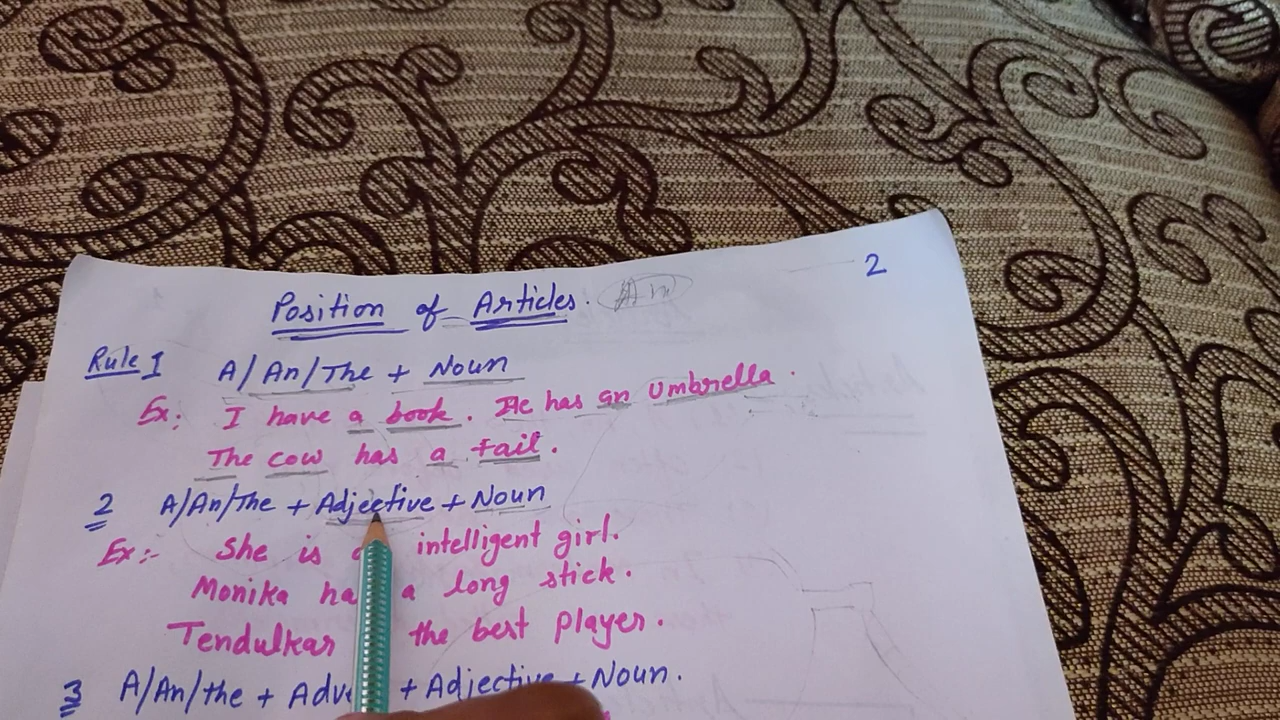 2
Position of Articles.
Rule 1 A/An/The + Noun
Ex: I have a book. He has an umbrella.
The cow has a tail.
2 A/An/The + Adjective + Noun
Ex:- She is intelligent girl.
Monika a long stick.
Tendulkar the best player.
3 A/An/the + + Adjective + Noun.